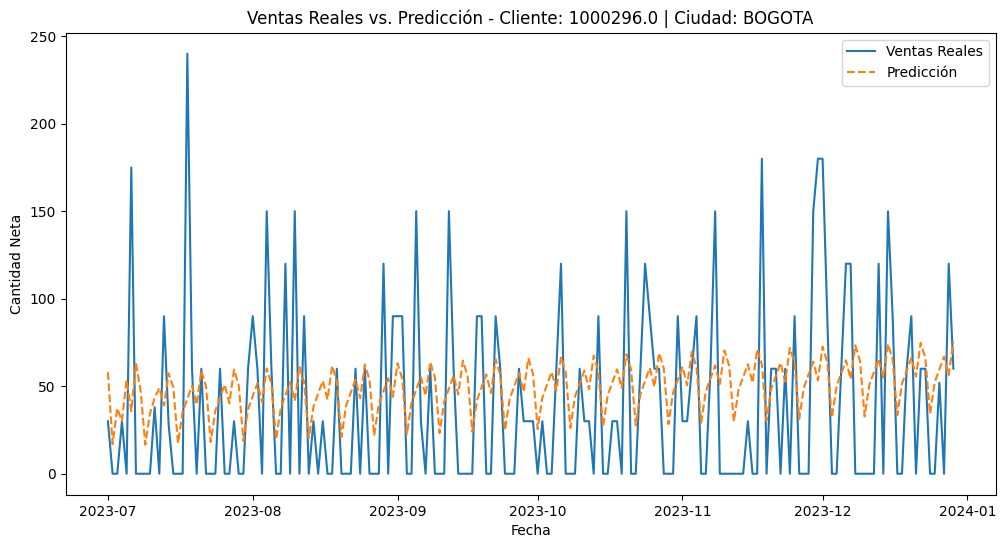 Ventas Reales vs. Predicción - Cliente: 1000296.0 | Ciudad: BOGOTA
Ventas Reales
Predicción
250
200
150
100
50
0
Cantidad Neta
2023-07 2023-08 2023-09 2023-10 2023-11 2023-12 2024-01
Fecha